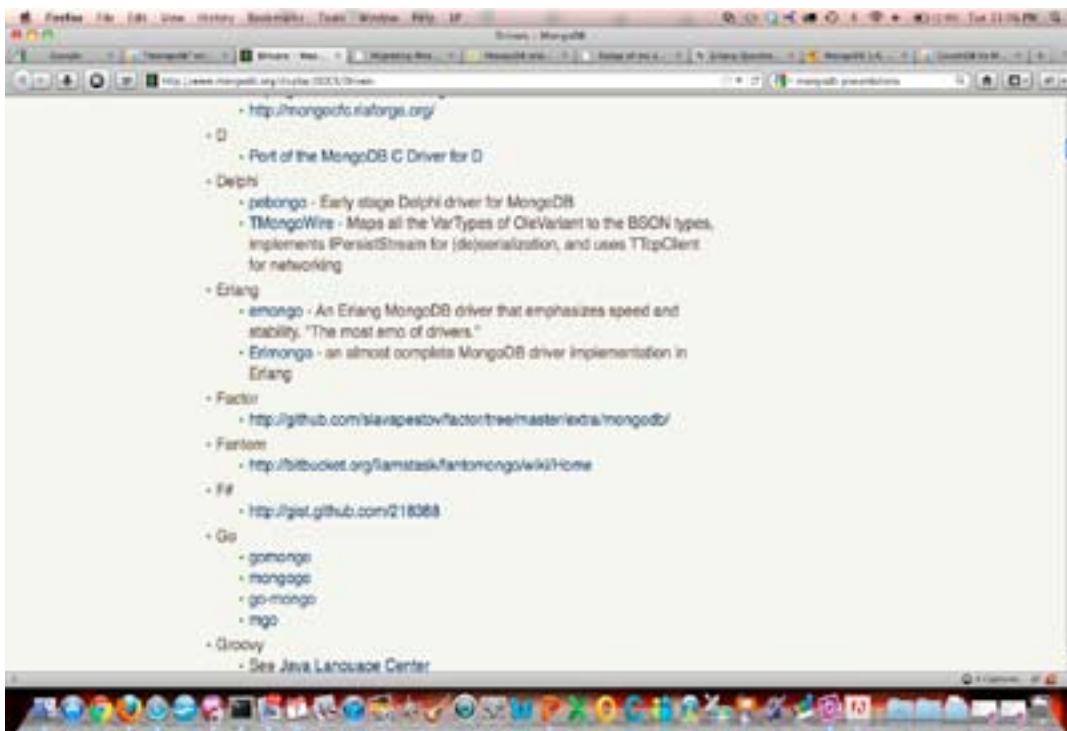 Firefox File Edit View History Bookmarks Tools Window Help
Drivers - MongoDB
Google
- http://mongocfc.riaforge.org/
- D
- Port of the MongoDB C Driver for D
- Delphi
- pebongo - Early stage Delphi driver for MongoDB
- TMongoWire - Maps all the VarTypes of OleVariant to the BSON types,
implements IPersistStream for (de)serialization, and uses TTcpClient
for networking
- Erlang
- emongo - An Erlang MongoDB driver that emphasizes speed and
stability. "The most emo of drivers."
- Erlmongo - an almost complete MongoDB driver implementation in
Erlang
- Factor
- http://github.com/slavapestov/factor/tree/master/extra/mongodb/
- Fantom
- http://bitbucket.org/liamstask/fantomongo/wiki/Home
- F#
- http://gist.github.com/218388
- Go
- gomongo
- mongogo
- go-mongo
- mgo
- Groovy
- See Java Language Center